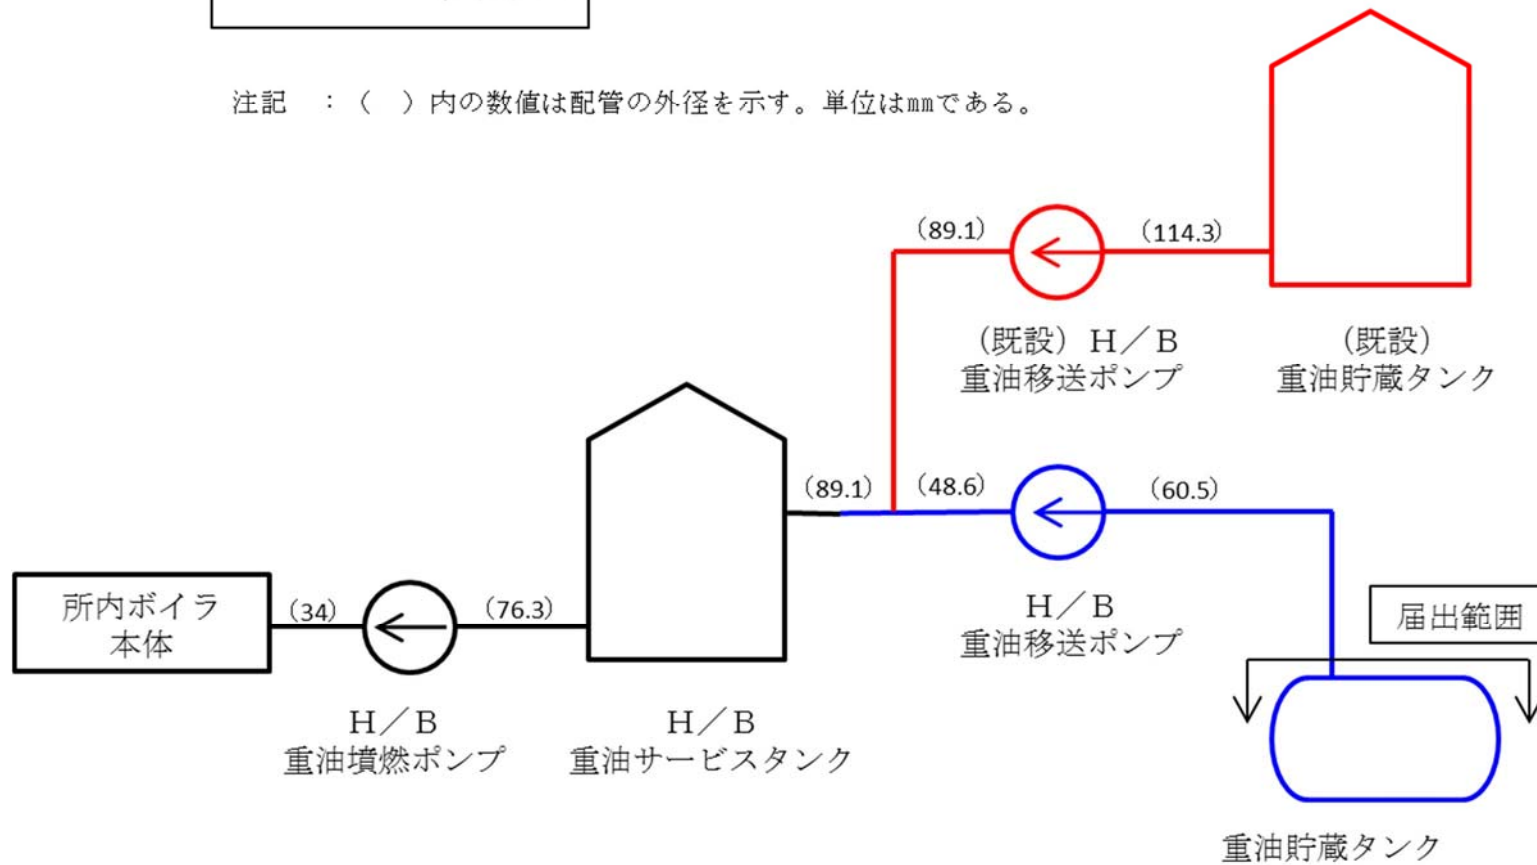 注記　：（　）内の数値は配管の外径を示す。単位はmmである。
（89.1）
（114.3）
（既設）Ｈ／Ｂ
重油移送ポンプ
（既設）
重油貯蔵タンク
（89.1）
（48.6）
（60.5）
所内ボイラ
本体
（34）
（76.3）
Ｈ／Ｂ
重油移送ポンプ
届出範囲
Ｈ／Ｂ
重油墳燃ポンプ
Ｈ／Ｂ
重油サービスタンク
重油貯蔵タンク